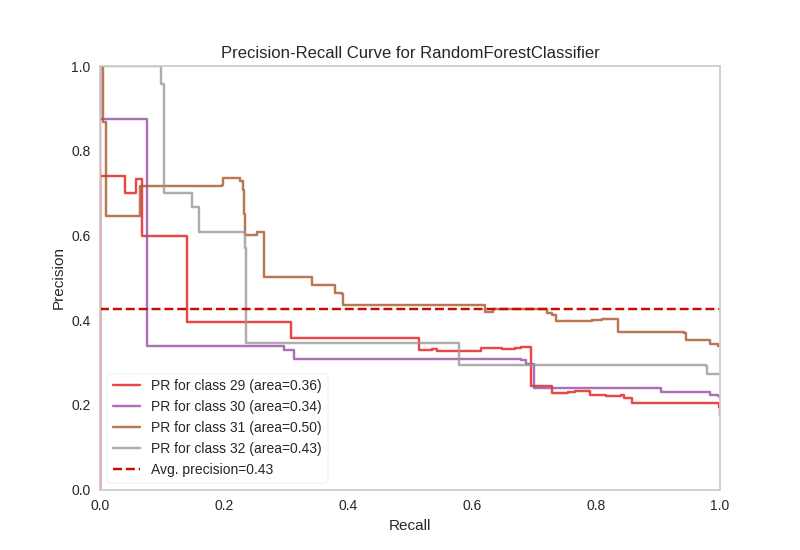 Precision-Recall Curve for RandomForestClassifier
1.0
0.8
0.6
0.4
0.2
0.0
Precision
PR for class 29 (area=0.36)
PR for class 30 (area=0.34)
PR for class 31 (area=0.50)
PR for class 32 (area=0.43)
Avg. precision=0.43
0.0 0.2 0.4 0.6 0.8 1.0
Recall